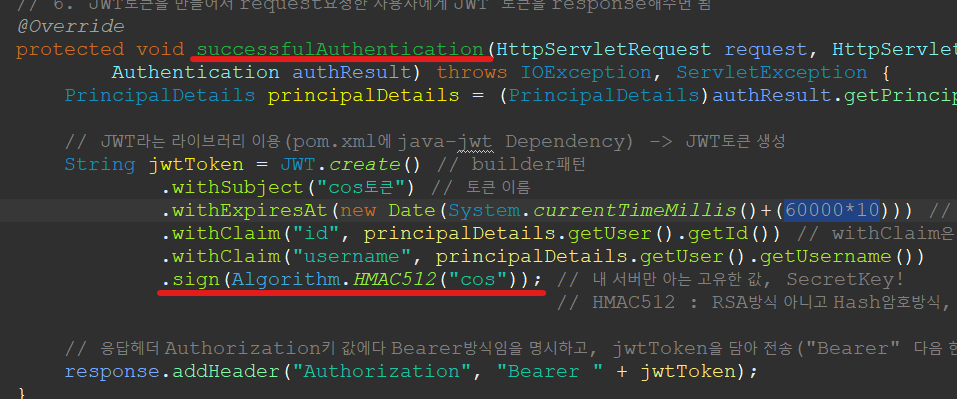 // 6. JWT토큰을 만들어서 request요청한 사용자에게 JWT 토큰을 response해주면 됨
@Override
protected void successfulAuthentication(HttpServletRequest request, HttpServlet
Authentication authResult) throws IOException, ServletException {
PrincipalDetails principalDetails = (PrincipalDetails)authResult.getPrincip
// JWT라는 라이브러리 이용(pom.xml에 java-jwt Dependency) -> JWT토큰 생성
String jwtToken = JWT.create() // builder패턴
.withSubject("cos토큰") // 토큰 이름
.withExpiresAt(new Date(System.currentTimeMillis()+(60000*10))) //
.withClaim("id", principalDetails.getUser().getId()) // withClaim은
.withClaim("username", principalDetails.getUser().getUsername())
.sign(Algorithm.HMAC512("cos")); // 내 서버만 아는 고유한 값, SecretKey!
// HMAC512 : RSA방식 아니고 Hash암호방식,
// 응답헤더 Authorization키 값에다 Bearer방식임을 명시하고, jwtToken을 담아 전송("Bearer" 다음 한
response.addHeader("Authorization", "Bearer " + jwtToken);
}